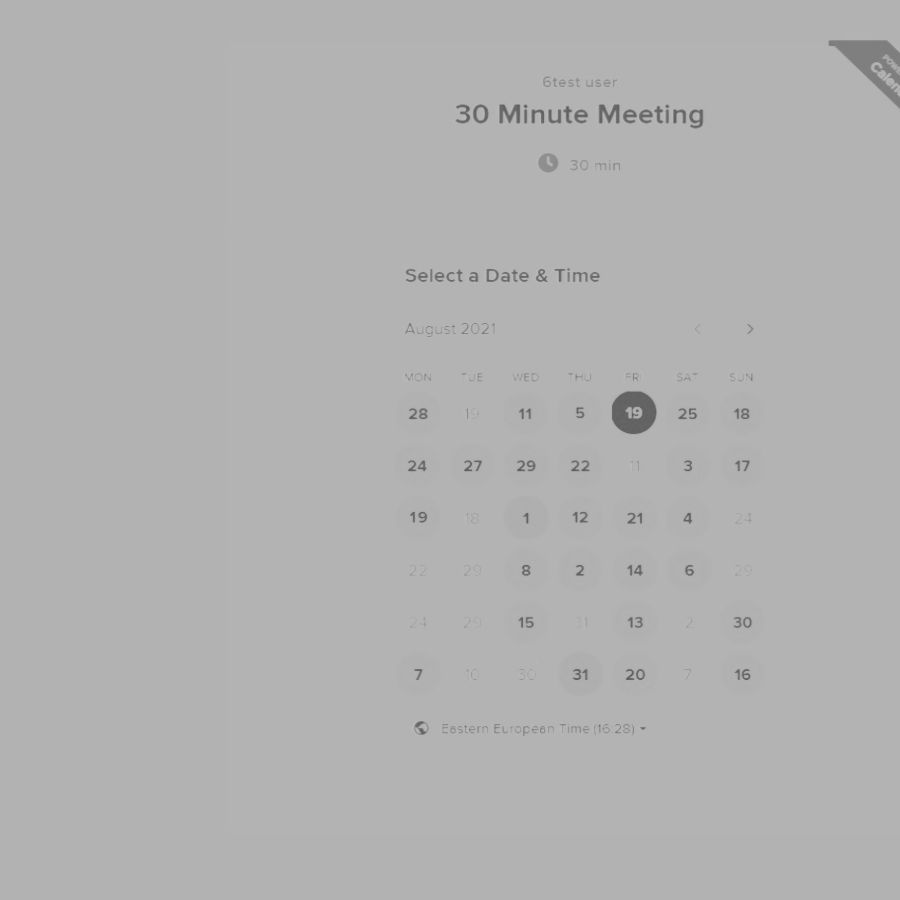 6test user
30 Minute Meeting
30 min
Select a Date & Time
August 2021
MON TUE WED THU FRI SAT SUN
28 19 11 5 19 25 18
24 27 29 22 11 3 17
19 18 1 12 21 4 24
22 29 8 2 14 6 29
24 29 15 31 13 2 30
7 10 30 31 20 7 16
Eastern European Time (16:28)